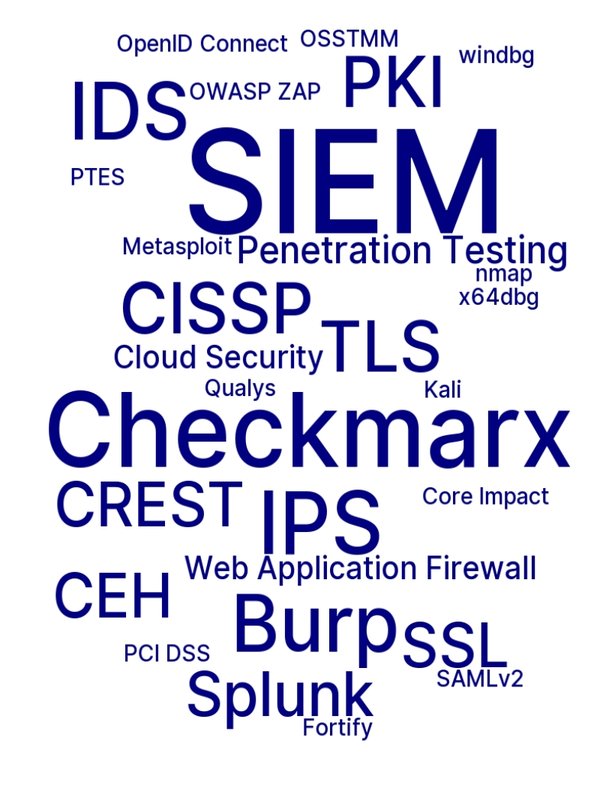 OpenID Connect
OSSTMM
windbg
PKI
IDS
OWASP ZAP
SIEM
PTES
Metasploit
Penetration Testing
nmap
x64dbg
CISSP
TLS
Cloud Security
Qualys
Kali
Checkmarx
CREST
IPS
Core Impact
Web Application Firewall
CEH
Burp
SSL
PCI DSS
SAMLv2
Splunk
Fortify